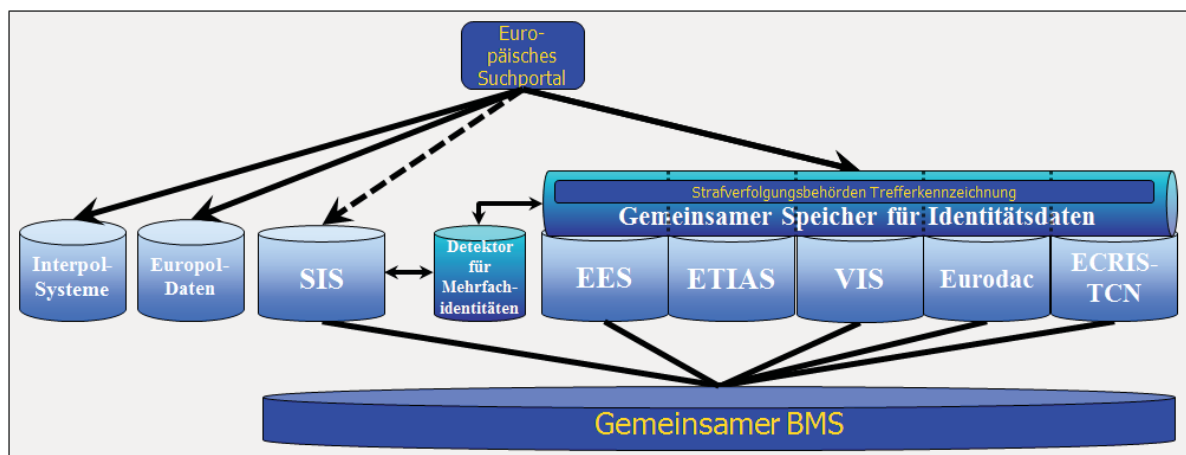 Euro-
päisches
Suchportal
Strafverfolgungsbehörden Trefferkennzeichnung
Gemeinsamer Speicher für Identitätsdaten
Interpol-
Systeme
Europol-
Daten
SIS
Detektor
für
Mehrfach-
identitäten
EES
ETIAS
VIS
Eurodac
ECRIS-
TCN
Gemeinsamer BMS